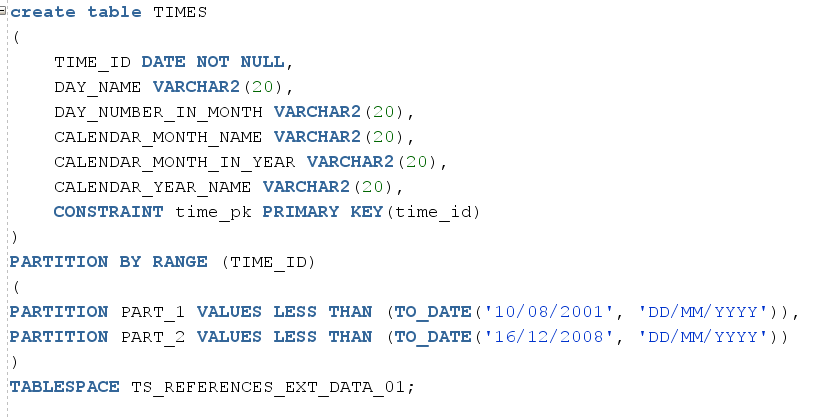 create table TIMES
(
    TIME_ID DATE NOT NULL,
    DAY_NAME VARCHAR2(20),
    DAY_NUMBER_IN_MONTH VARCHAR2(20),
    CALENDAR_MONTH_NAME VARCHAR2(20),
    CALENDAR_MONTH_IN_YEAR VARCHAR2(20),
    CALENDAR_YEAR_NAME VARCHAR2(20),
    CONSTRAINT time_pk PRIMARY KEY(time_id)
)
PARTITION BY RANGE (TIME_ID)
(
PARTITION PART_1 VALUES LESS THAN (TO_DATE('10/08/2001', 'DD/MM/YYYY')),
PARTITION PART_2 VALUES LESS THAN (TO_DATE('16/12/2008', 'DD/MM/YYYY'))
)
TABLESPACE TS_REFERENCES_EXT_DATA_01;